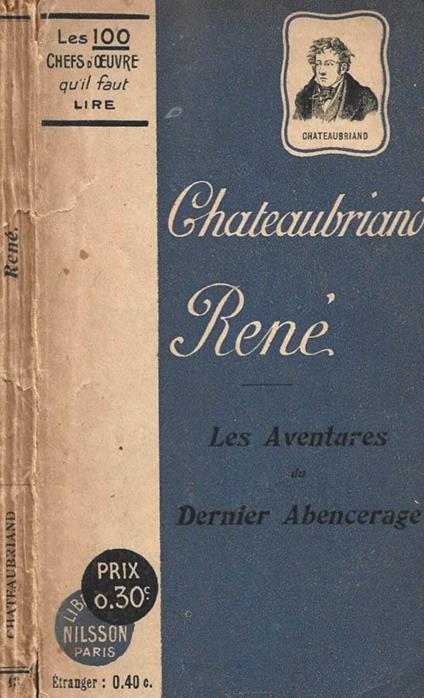 Les 100
CHEFS D'ŒUVRE
qu'il faut
LIRE
CHATEAUBRIAND
Chateaubriand
René
Les Aventures
du
Dernier Abencerage
PRIX
0.30c
NILSSON
PARIS
Étranger : 0.40 c.
René.
CHATEAUBRIAND